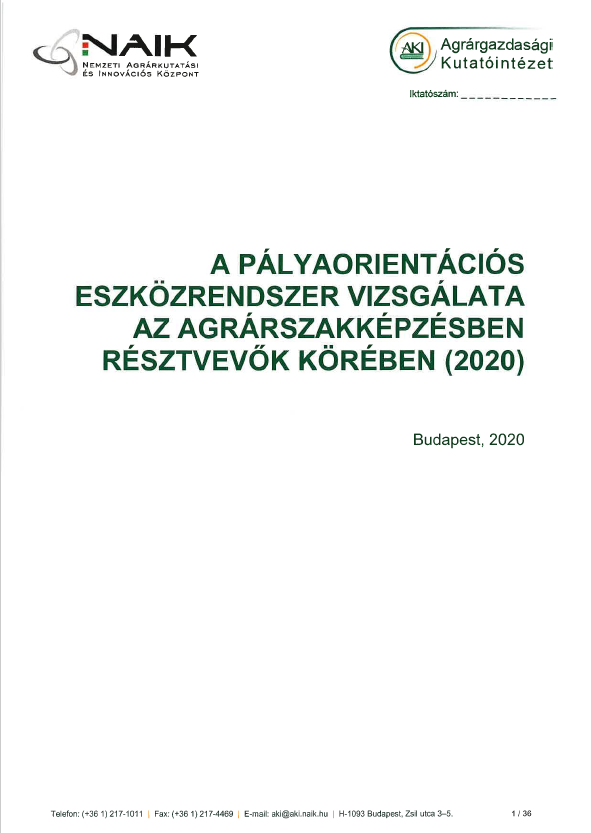 NAIK
NEMZETI AGRÁRKUTATÁSI
ÉS INNOVÁCIÓS KÖZPONT
AKI
Agrárgazdasági
Kutatóintézet
Iktatószám: _ _ _ _ _ _ _ _ _ _ _ _ _
A PÁLYAORIENTÁCIÓS
ESZKÖZRENDSZER VIZSGÁLATA
AZ AGRÁRSZAKKÉPZÉSBEN
RÉSZTVEVŐK KÖRÉBEN (2020)
Budapest, 2020
Telefon: (+36 1) 217-1011 | Fax: (+36 1) 217-4469 | E-mail: aki@aki.naik.hu | H-1093 Budapest, Zsil utca 3–5. 1 / 36